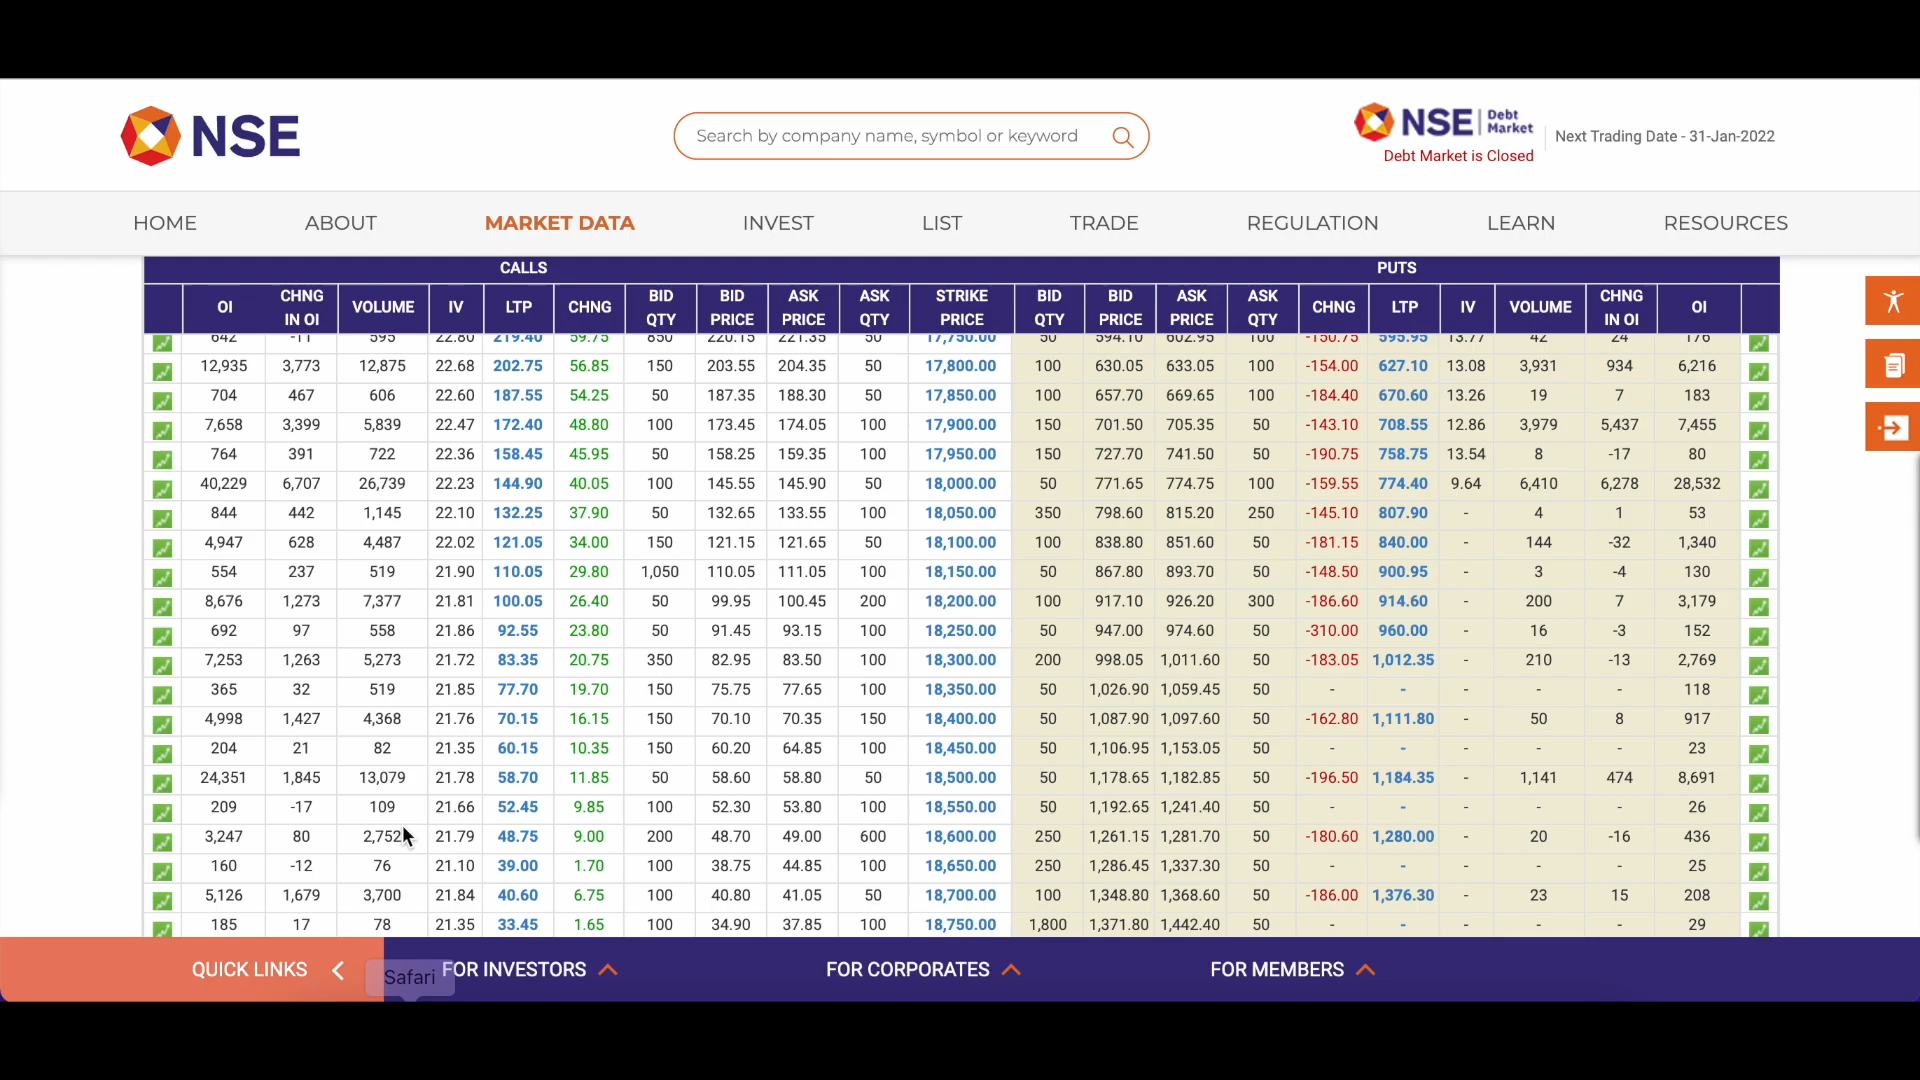 NSE
Search by company name, symbol or keyword
NSE Debt Market
Debt Market is Closed
Next Trading Date - 31-Jan-2022
HOME ABOUT MARKET DATA INVEST LIST TRADE REGULATION LEARN RESOURCES
CALLS PUTS
OI CHNG IN OI VOLUME IV LTP CHNG BID QTY BID PRICE ASK PRICE ASK QTY STRIKE PRICE BID QTY BID PRICE ASK PRICE ASK QTY CHNG LTP IV VOLUME CHNG IN OI OI
642 -11 595 22.80 219.40 59.75 850 220.15 221.35 50 17,750.00 50 594.10 602.95 100 -150.75 595.95 13.77 42 24 176
12,935 3,773 12,875 22.68 202.75 56.85 150 203.55 204.35 50 17,800.00 100 630.05 633.05 100 -154.00 627.10 13.08 3,931 934 6,216
704 467 606 22.60 187.55 54.25 50 187.35 188.30 50 17,850.00 100 657.70 669.65 100 -184.40 670.60 13.26 19 7 183
7,658 3,399 5,839 22.47 172.40 48.80 100 173.45 174.05 100 17,900.00 150 701.50 705.35 50 -143.10 708.55 12.86 3,979 5,437 7,455
764 391 722 22.36 158.45 45.95 50 158.25 159.35 100 17,950.00 150 727.70 741.50 50 -190.75 758.75 13.54 8 -17 80
40,229 6,707 26,739 22.23 144.90 40.05 100 145.55 145.90 50 18,000.00 50 771.65 774.75 100 -159.55 774.40 9.64 6,410 6,278 28,532
844 442 1,145 22.10 132.25 37.90 50 132.65 133.55 100 18,050.00 350 798.60 815.20 250 -145.10 807.90 - 4 1 53
4,947 628 4,487 22.02 121.05 34.00 150 121.15 121.65 50 18,100.00 100 838.80 851.60 50 -181.15 840.00 - 144 -32 1,340
554 237 519 21.90 110.05 29.80 1,050 110.05 111.05 100 18,150.00 50 867.80 893.70 50 -148.50 900.95 - 3 -4 130
8,676 1,273 7,377 21.81 100.05 26.40 50 99.95 100.45 200 18,200.00 100 917.10 926.20 300 -186.60 914.60 - 200 7 3,179
692 97 558 21.86 92.55 23.80 50 91.45 93.15 100 18,250.00 50 947.00 974.60 50 -310.00 960.00 - 16 -3 152
7,253 1,263 5,273 21.72 83.35 20.75 350 82.95 83.50 100 18,300.00 200 998.05 1,011.60 50 -183.05 1,012.35 - 210 -13 2,769
365 32 519 21.85 77.70 19.70 150 75.75 77.65 100 18,350.00 50 1,026.90 1,059.45 50 - - - - - 118
4,998 1,427 4,368 21.76 70.15 16.15 150 70.10 70.35 150 18,400.00 50 1,087.90 1,097.60 50 -162.80 1,111.80 - 50 8 917
204 21 82 21.35 60.15 10.35 150 60.20 64.85 100 18,450.00 50 1,106.95 1,153.05 50 - - - - - 23
24,351 1,845 13,079 21.78 58.70 11.85 50 58.60 58.80 50 18,500.00 50 1,178.65 1,182.85 50 -196.50 1,184.35 - 1,141 474 8,691
209 -17 109 21.66 52.45 9.85 100 52.30 53.80 100 18,550.00 50 1,192.65 1,241.40 50 - - - - - 26
3,247 80 2,752 21.79 48.75 9.00 200 48.70 49.00 600 18,600.00 250 1,261.15 1,281.70 50 -180.60 1,280.00 - 20 -16 436
160 -12 76 21.10 39.00 1.70 100 38.75 44.85 100 18,650.00 250 1,286.45 1,337.30 50 - - - - - 25
5,126 1,679 3,700 21.84 40.60 6.75 100 40.80 41.05 50 18,700.00 100 1,348.80 1,368.60 50 -186.00 1,376.30 - 23 15 208
185 17 78 21.35 33.45 1.65 100 34.90 37.85 100 18,750.00 1,800 1,371.80 1,442.40 50 - - - - - 29
QUICK LINKS FOR INVESTORS FOR CORPORATES FOR MEMBERS
Safari